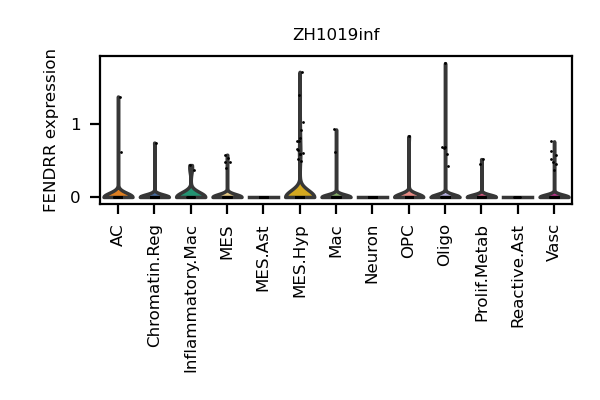 ZH1019inf
FENDRR expression
1
0
AC
Chromatin.Reg
Inflammatory.Mac
MES
MES.Ast
MES.Hyp
Mac
Neuron
OPC
Oligo
Prolif.Metab
Reactive.Ast
Vasc